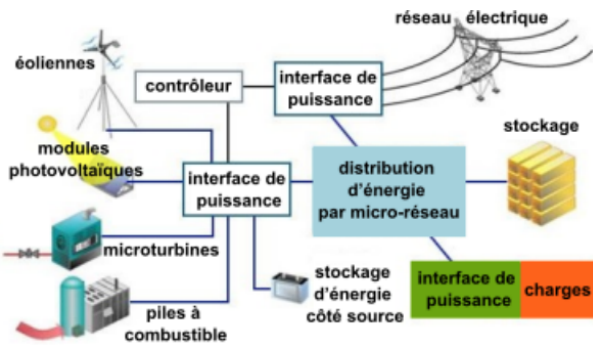 réseau électrique
éoliennes
contrôleur
interface de
puissance
stockage
modules
photovoltaïques
interface de
puissance
distribution
d'énergie
par micro-réseau
microturbines
stockage
d'énergie
côté source
interface de
puissance
charges
piles à
combustible